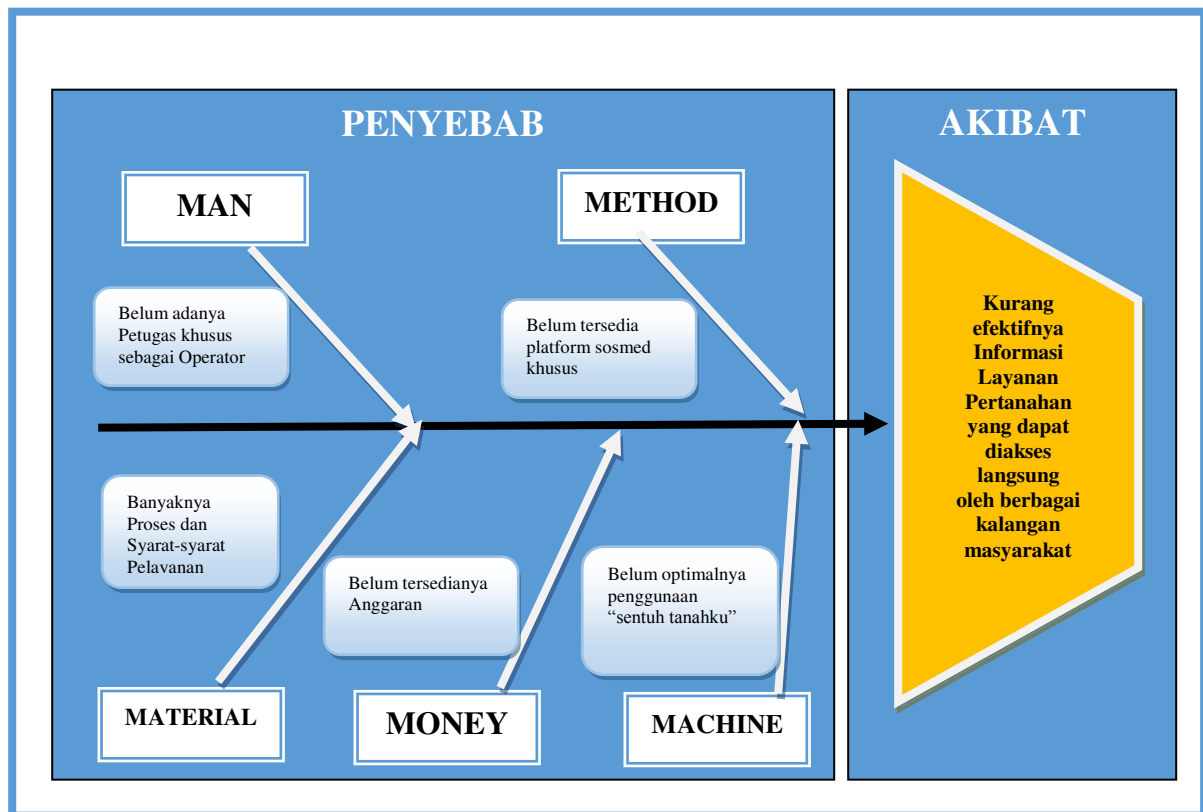 PENYEBAB
AKIBAT
MAN
METHOD
Belum adanya
Petugas khusus
sebagai Operator
Belum tersedia
platform sosmed
khusus
Kurang
efektifnya
Informasi
Layanan
Pertanahan
yang dapat
diakses
langsung
oleh berbagai
kalangan
masyarakat
Banyaknya
Proses dan
Syarat-syarat
Pelavanan
Belum tersedianya
Anggaran
Belum optimalnya
penggunaan
“sentuh tanahku”
MATERIAL
MONEY
MACHINE